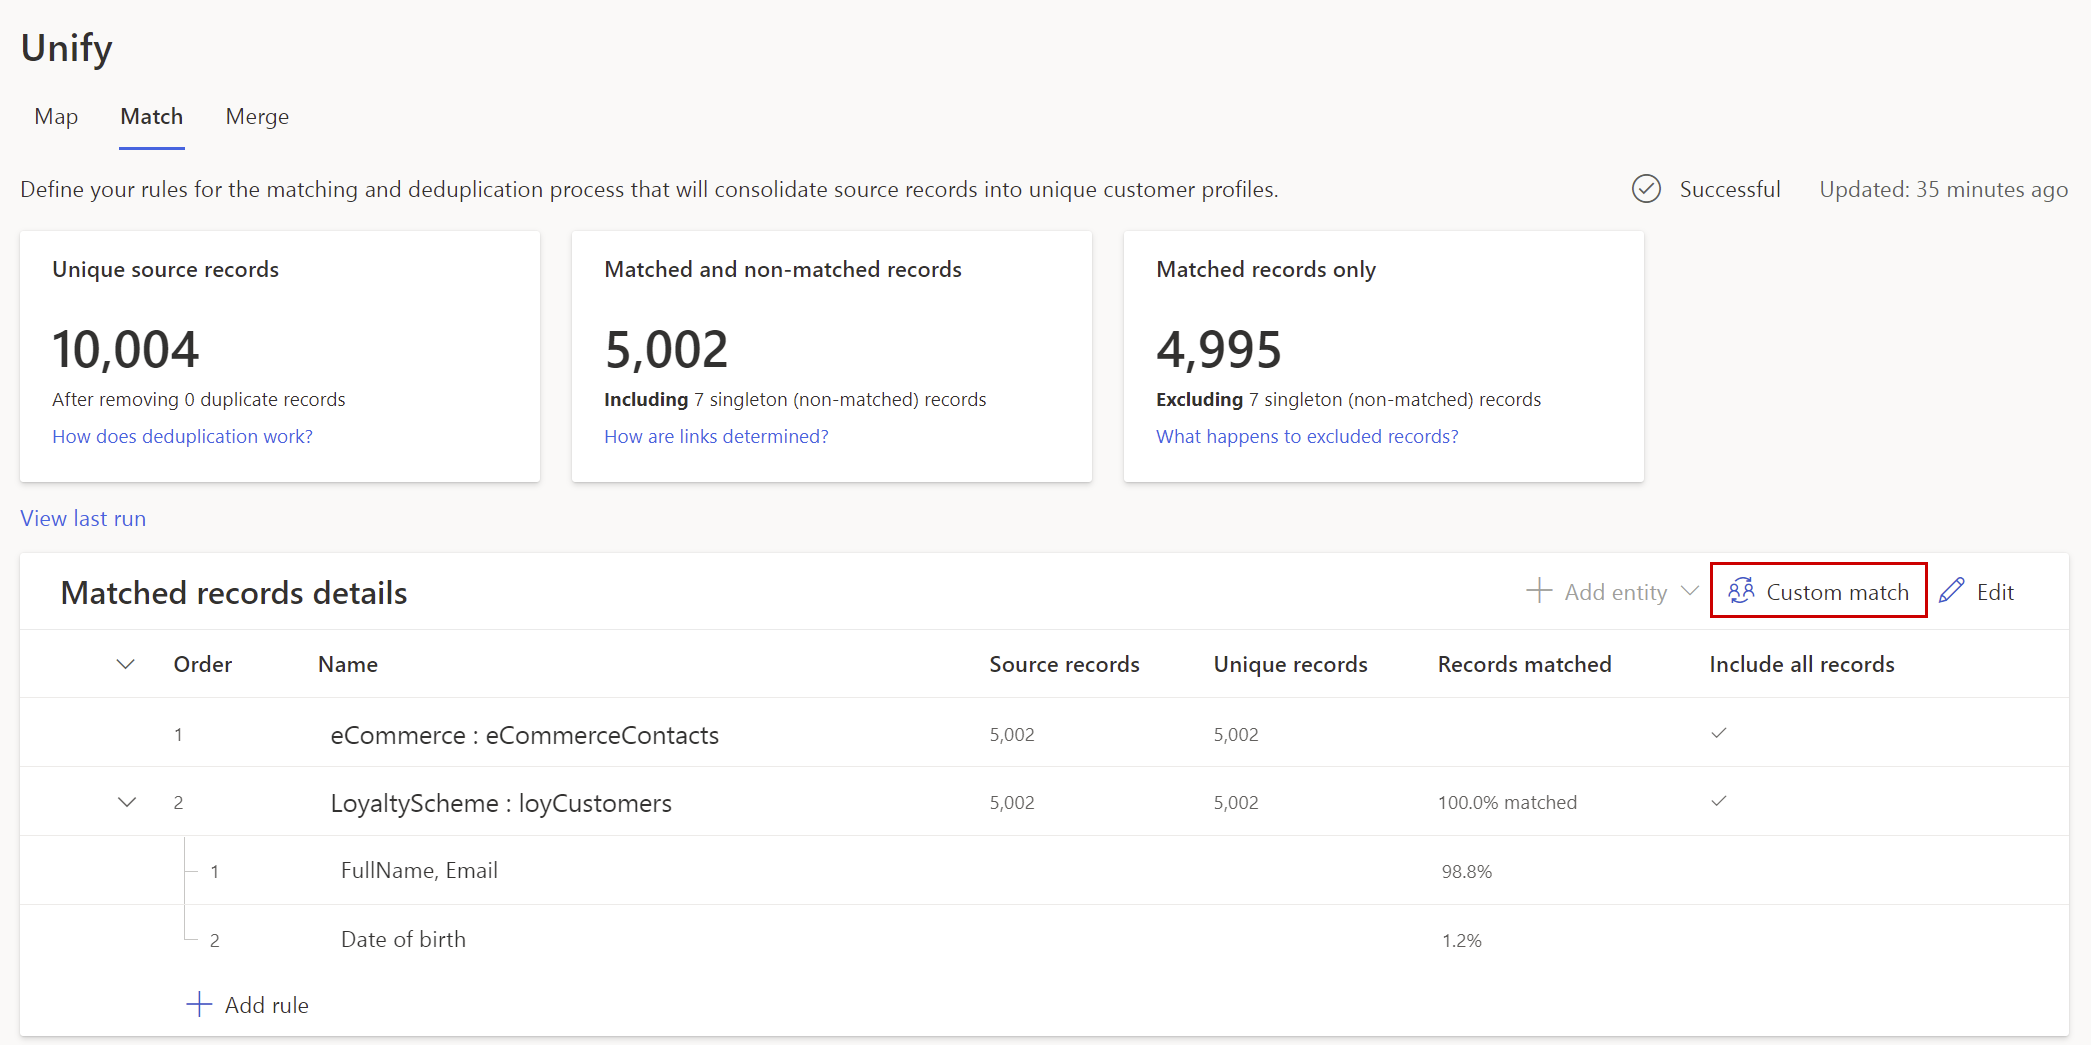 Unify
Map Match Merge
Define your rules for the matching and deduplication process that will consolidate source records into unique customer profiles. Successful Updated: 35 minutes ago
Unique source records
10,004
After removing 0 duplicate records
How does deduplication work?
Matched and non-matched records
5,002
Including 7 singleton (non-matched) records
How are links determined?
Matched records only
4,995
Excluding 7 singleton (non-matched) records
What happens to excluded records?
View last run
Matched records details Add entity Custom match Edit
Order Name Source records Unique records Records matched Include all records
1 eCommerce : eCommerceContacts 5,002 5,002
2 LoyaltyScheme : loyCustomers 5,002 5,002 100.0% matched
1 FullName, Email 98.8%
2 Date of birth 1.2%
Add rule